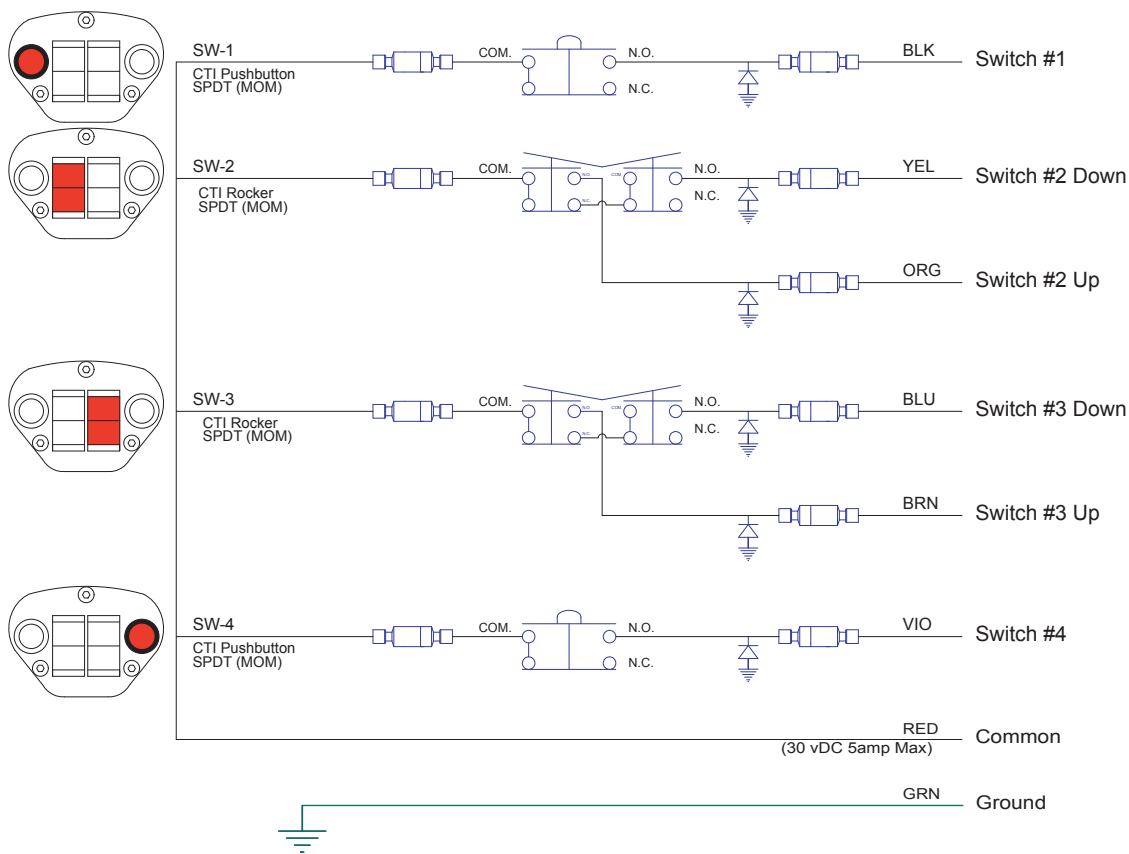 SW-1
CTI Pushbutton
SPDT (MOM)
COM.
N.O.
N.C.
BLK
Switch #1
SW-2
CTI Rocker
SPDT (MOM)
COM.
N.O.
N.C.
COM
N.O.
N.C.
YEL
Switch #2 Down
ORG
Switch #2 Up
SW-3
CTI Rocker
SPDT (MOM)
COM.
N.O.
N.C.
COM
N.O.
N.C.
BLU
Switch #3 Down
BRN
Switch #3 Up
SW-4
CTI Pushbutton
SPDT (MOM)
COM.
N.O.
N.C.
VIO
Switch #4
RED
(30 vDC 5amp Max)
Common
GRN
Ground